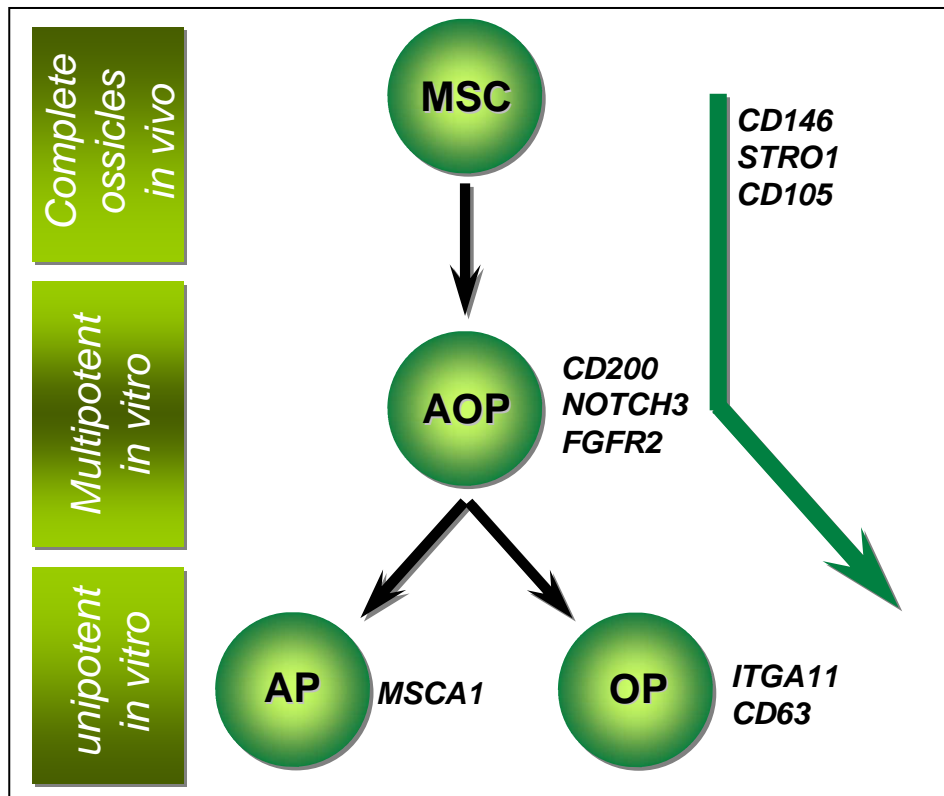 Complete
ossicles
in vivo
MSC
CD146
STRO1
CD105
Multipotent
in vitro
AOP
CD200
NOTCH3
FGFR2
unipotent
in vitro
AP
MSCA1
OP
ITGA11
CD63